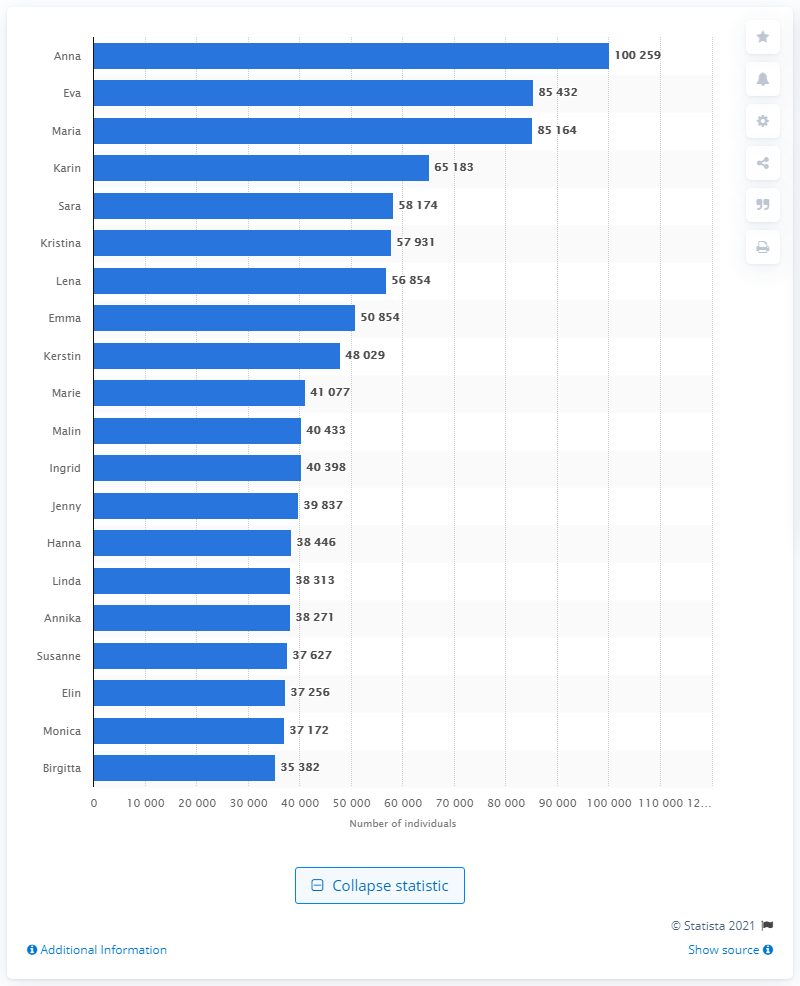 Anna 100 259
Eva 85 432
Maria 85 164
Karin 65 183
Sara 58 174
Kristina 57 931
Lena 56 854
Emma 50 854
Kerstin 48 029
Marie 41 077
Malin 40 433
Ingrid 40 398
Jenny 39 837
Hanna 38 446
Linda 38 313
Annika 38 271
Susanne 37 627
Elin 37 256
Monica 37 172
Birgitta 35 382
0 10 000 20 000 30 000 40 000 50 000 60 000 70 000 80 000 90 000 100 000 110 000 12...
Number of individuals
Collapse statistic
© Statista 2021
Additional Information Show source